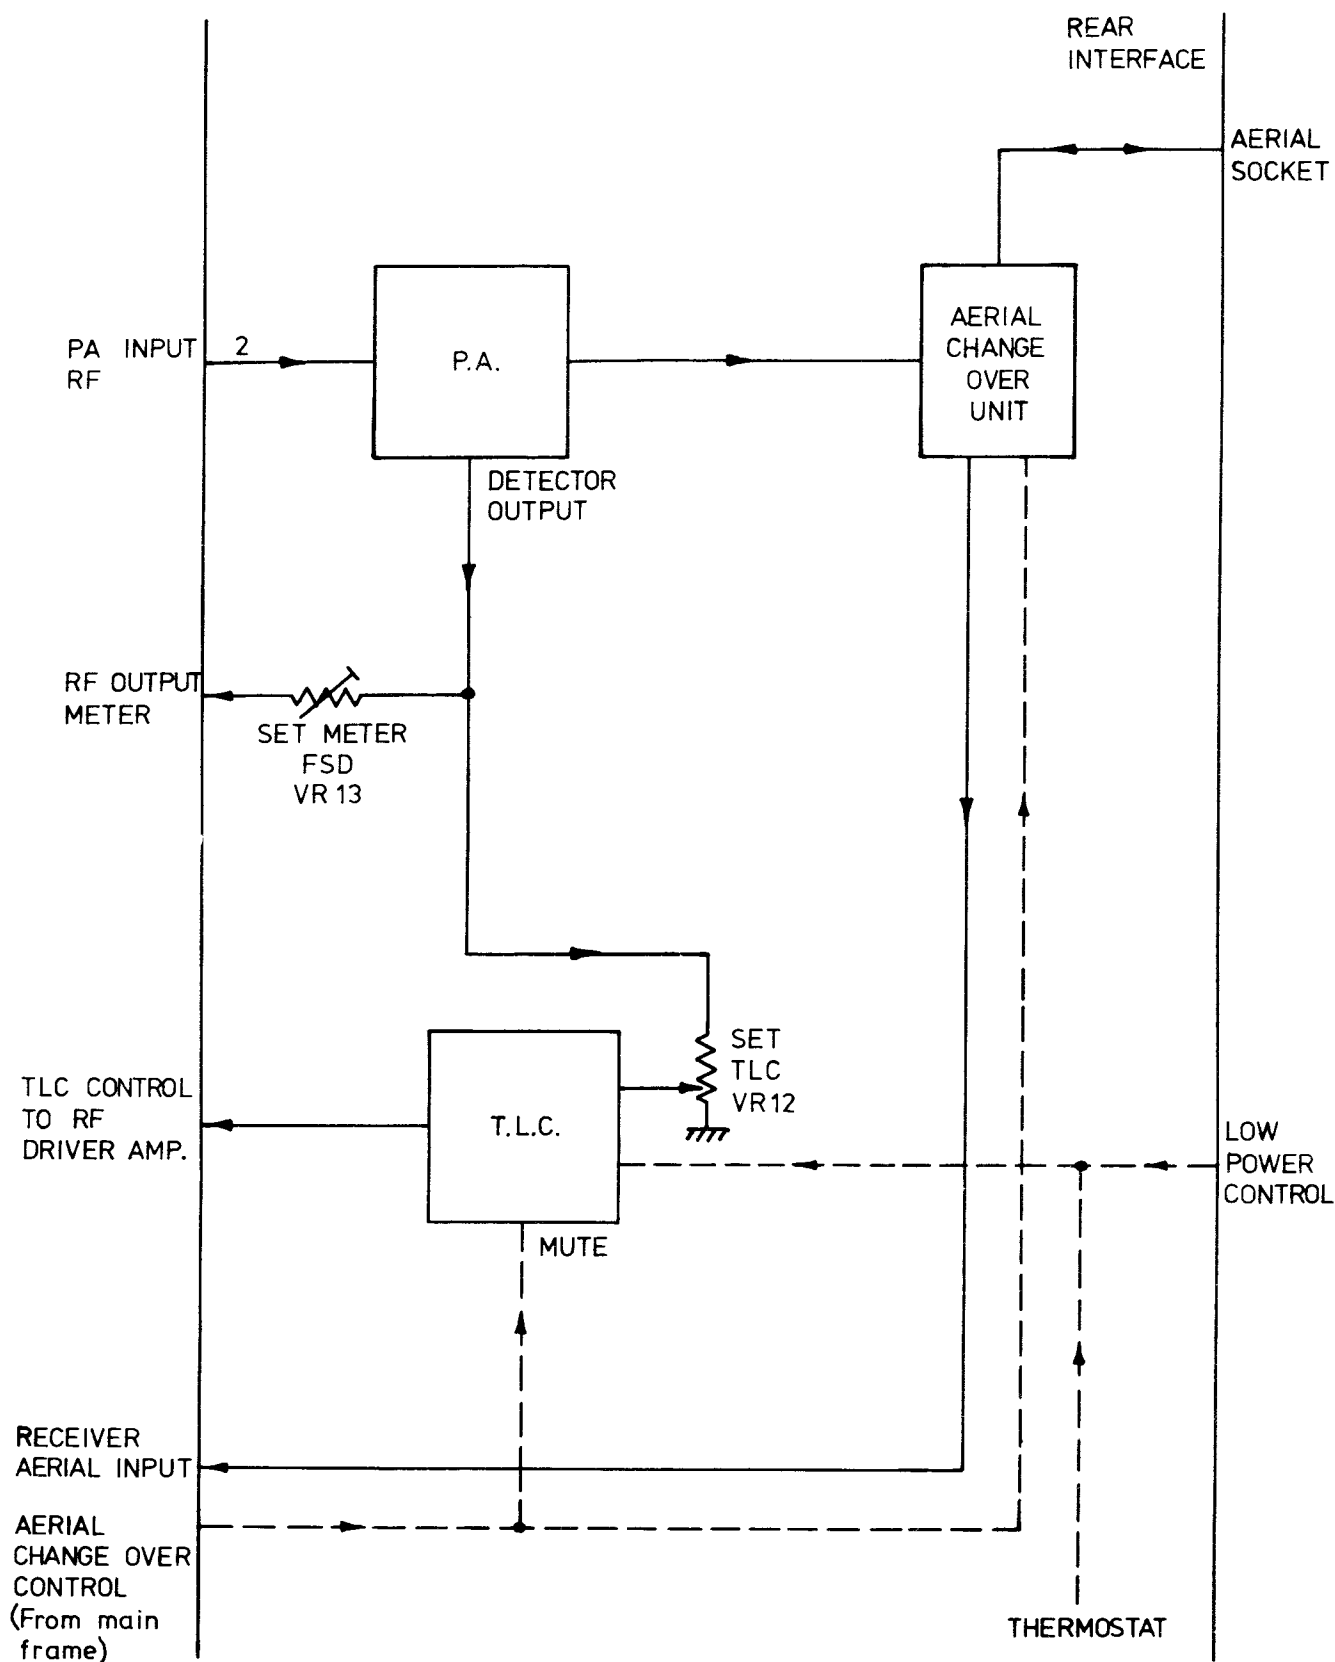 REAR
INTERFACE
AERIAL
SOCKET
PA INPUT
RF
2
P.A.
AERIAL
CHANGE
OVER
UNIT
DETECTOR
OUTPUT
RF OUTPUT
METER
SET METER
FSD
VR13
SET
TLC
VR12
TLC CONTROL
TO RF
DRIVER AMP.
T.L.C.
LOW
POWER
CONTROL
MUTE
RECEIVER
AERIAL INPUT
AERIAL
CHANGE OVER
CONTROL
(From main
frame)
THERMOSTAT